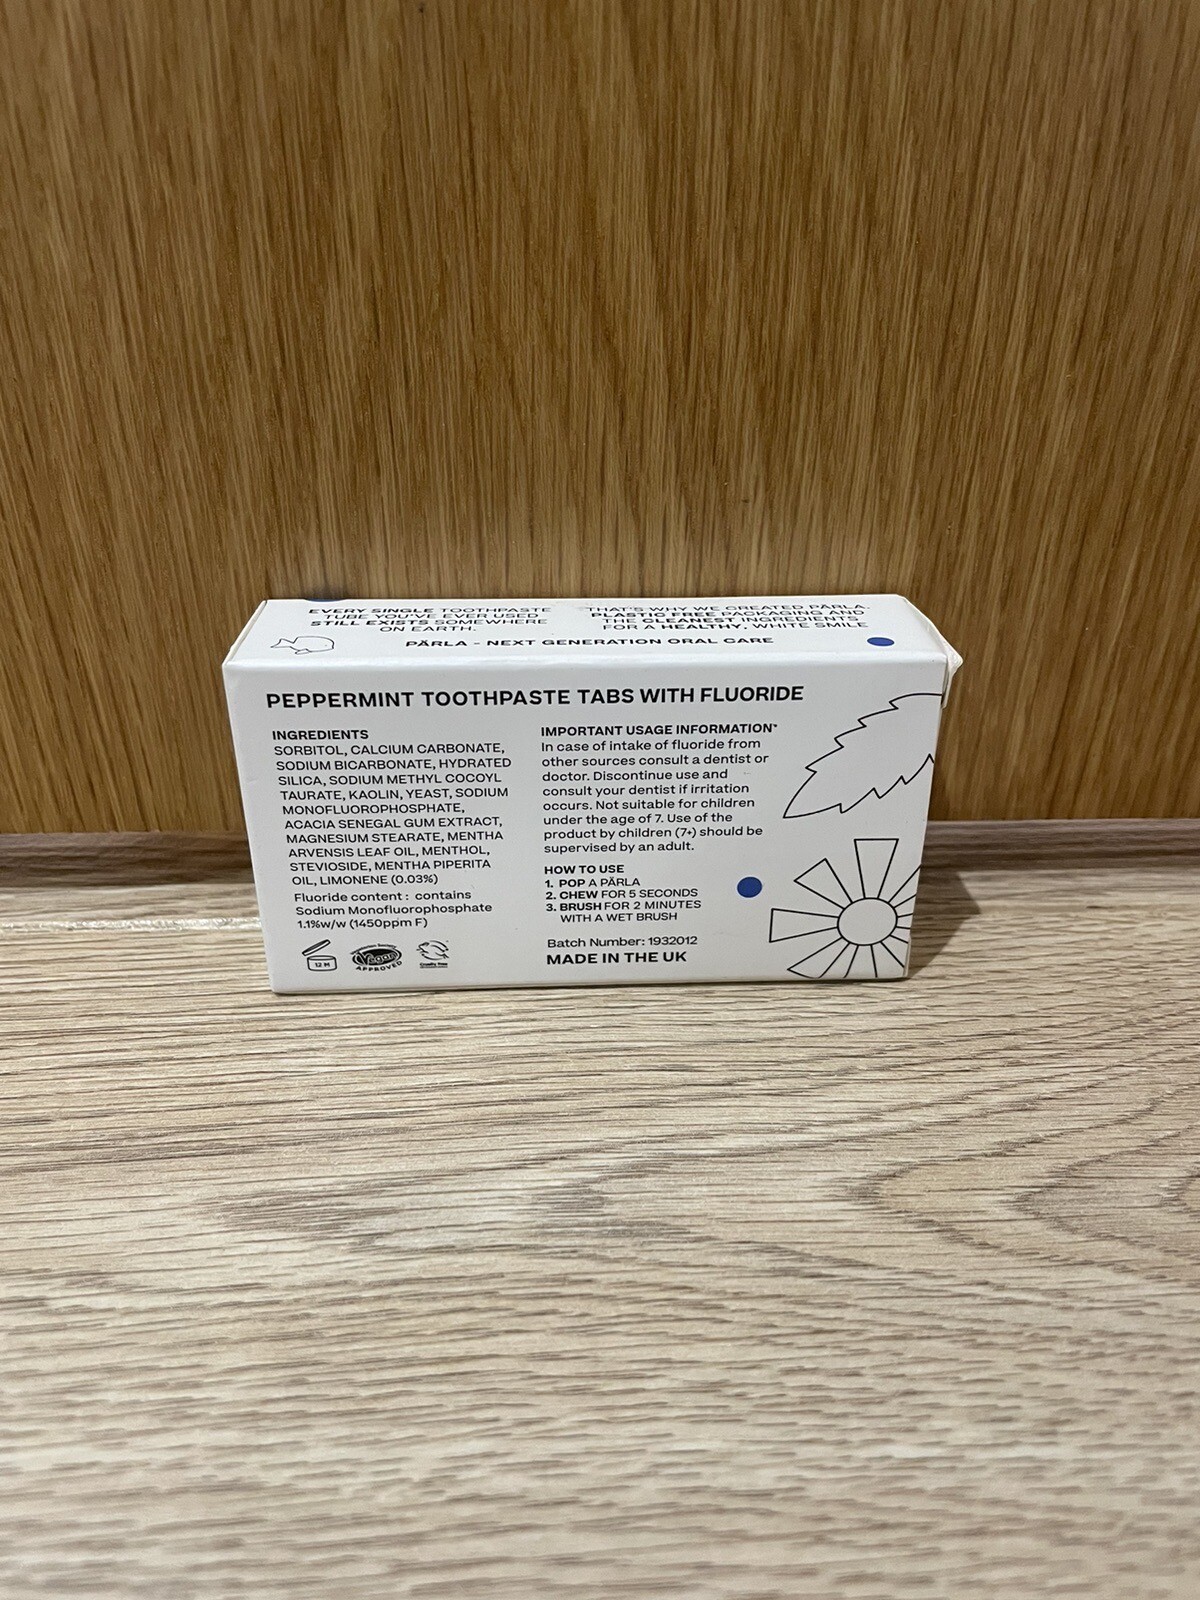 EVERY SINGLE TOOTHPASTE
TUBE YOU'VE EVER USED
STILL EXISTS SOMEWHERE
ON EARTH.
THAT'S WHY WE CREATED PÄRLA.
PLASTIC FREE PACKAGING AND
THE CLEANEST INGREDIENTS
FOR A HEALTHY, WHITE SMILE
PÄRLA - NEXT GENERATION ORAL CARE
PEPPERMINT TOOTHPASTE TABS WITH FLUORIDE
INGREDIENTS
SORBITOL, CALCIUM CARBONATE,
SODIUM BICARBONATE, HYDRATED
SILICA, SODIUM METHYL COCOYL
TAURATE, KAOLIN, YEAST, SODIUM
MONOFLUOROPHOSPHATE,
ACACIA SENEGAL GUM EXTRACT,
MAGNESIUM STEARATE, MENTHA
ARVENSIS LEAF OIL, MENTHOL,
STEVIOSIDE, MENTHA PIPERITA
OIL, LIMONENE (0.03%)
Fluoride content : contains
Sodium Monofluorophosphate
1.1%w/w (1450ppm F)
12 M
Vegan
APPROVED
Cruelty free
IMPORTANT USAGE INFORMATION*
In case of intake of fluoride from
other sources consult a dentist or
doctor. Discontinue use and
consult your dentist if irritation
occurs. Not suitable for children
under the age of 7. Use of the
product by children (7+) should be
supervised by an adult.
HOW TO USE
1. POP A PÄRLA
2. CHEW FOR 5 SECONDS
3. BRUSH FOR 2 MINUTES
WITH A WET BRUSH
Batch Number: 1932012
MADE IN THE UK